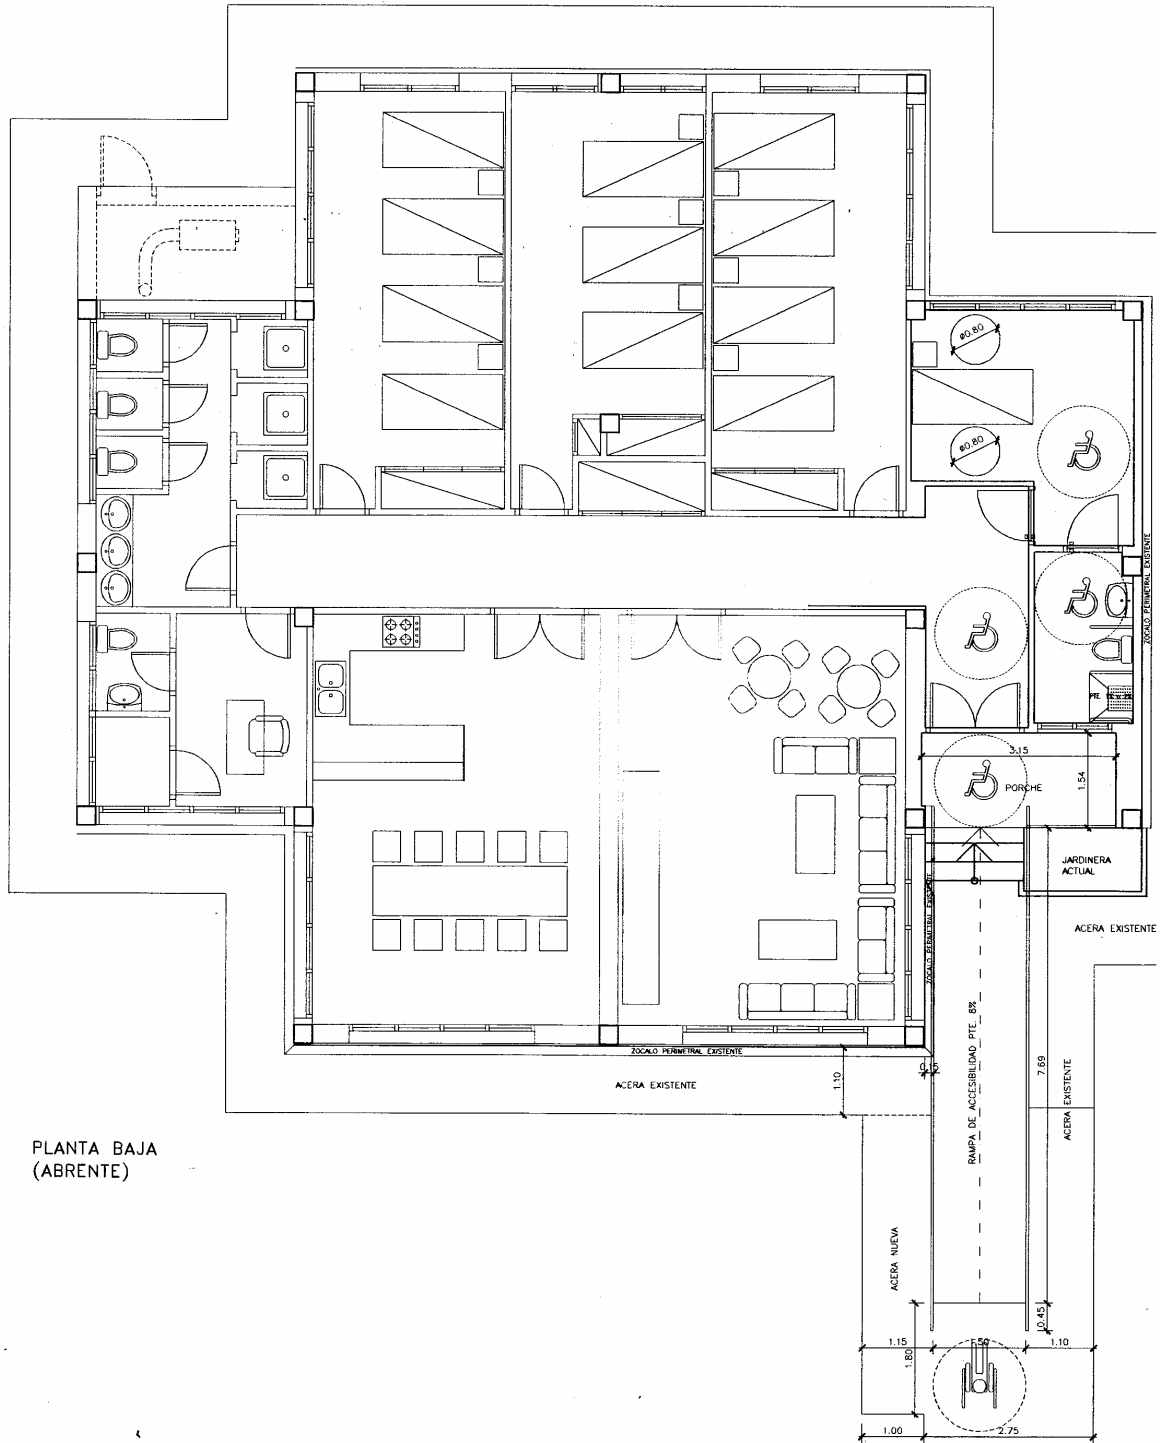 ø0.80
ø0.80
ZOCALO PERIMETRAL EXISTENTE
PTE.
3.15
1.54
PORCHE
JARDINERA
ACTUAL
ZOCALO PERIMETRAL EXISTENTE
ACERA EXISTENTE
ZOCALO PERIMETRAL EXISTENTE
0.15
1.10
ACERA EXISTENTE
RAMPA DE ACCESIBILIDAD PTE. 8%
7.69
ACERA EXISTENTE
PLANTA BAJA
(ABRENTE)
ACERA NUEVA
0.45
1.15
1.50
1.10
1.80
1.00
2.75